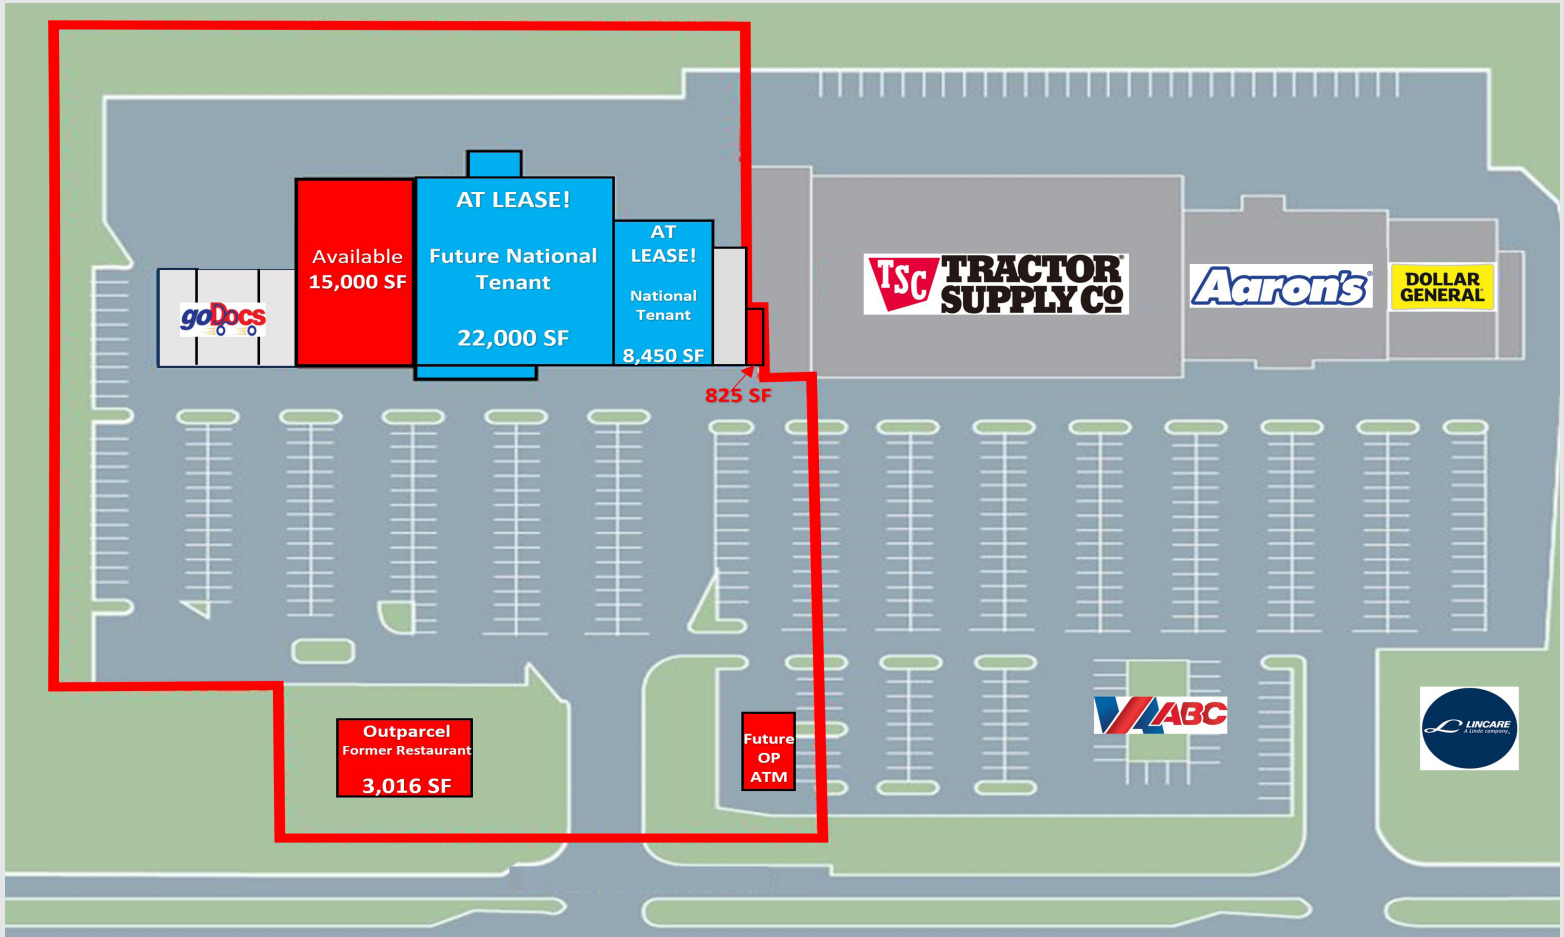 goDocs
Available
15,000 SF
AT LEASE!
Future National
Tenant
22,000 SF
AT
LEASE!
National
Tenant
8,450 SF
825 SF
TSC
TRACTOR
SUPPLY CO
Aaron's
DOLLAR
GENERAL
Outparcel
Former Restaurant
3,016 SF
Future
OP
ATM
ABC
L LINCARE
A Linde company